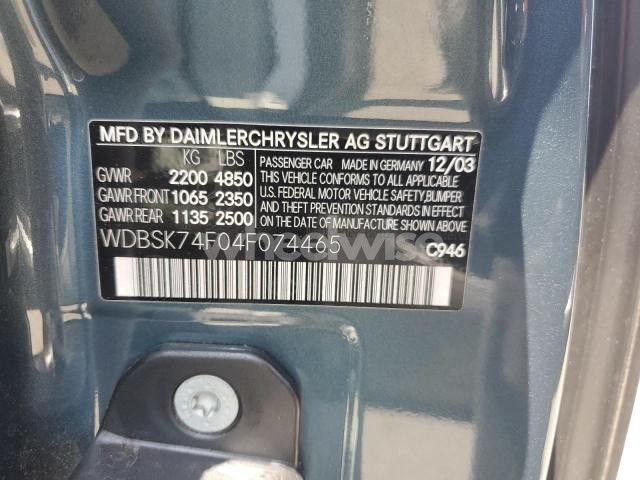 MFD BY DAIMLERCHRYSLER AG STUTTGART
KG LBS
GVWR 2200 4850
GAWR FRONT 1065 2350
GAWR REAR 1135 2500
PASSENGER CAR MADE IN GERMANY 12/03
THIS VEHICLE CONFORMS TO ALL APPLICABLE
U.S. FEDERAL MOTOR VEHICLE SAFETY,
BUMPER, AND THEFT PREVENTION
STANDARDS IN EFFECT
ON THE DATE OF MANUFACTURE SHOWN ABOVE
WDBSK74F04F074465
C946
wheelwise